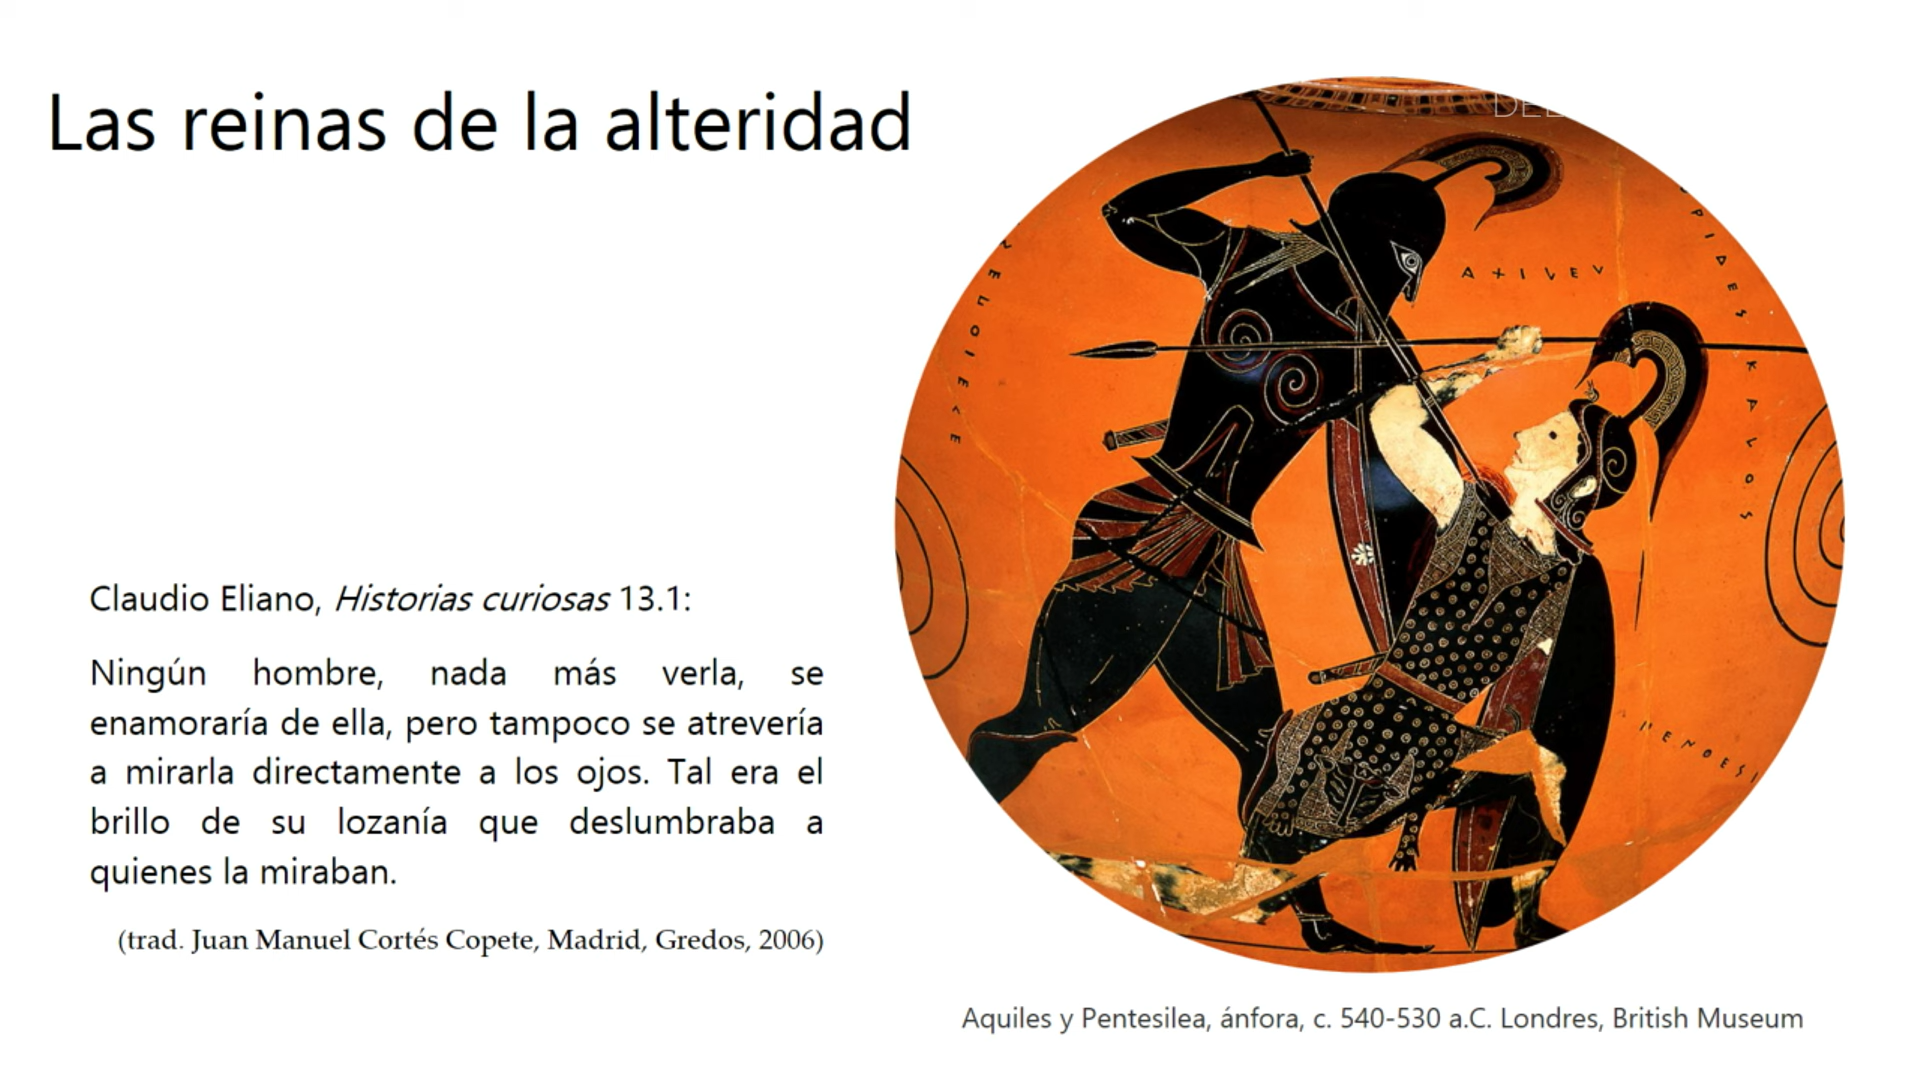 Las reinas de la alteridad
Claudio Eliano, Historias curiosas 13.1:
Ningún hombre, nada más verla, se
enamoraría de ella, pero tampoco se atrevería
a mirarla directamente a los ojos. Tal era el
brillo de su lozanía que deslumbraba a
quienes la miraban.
(trad. Juan Manuel Cortés Copete, Madrid, Gredos, 2006)
Aquiles y Pentesilea, ánfora, c. 540-530 a.C. Londres, British Museum